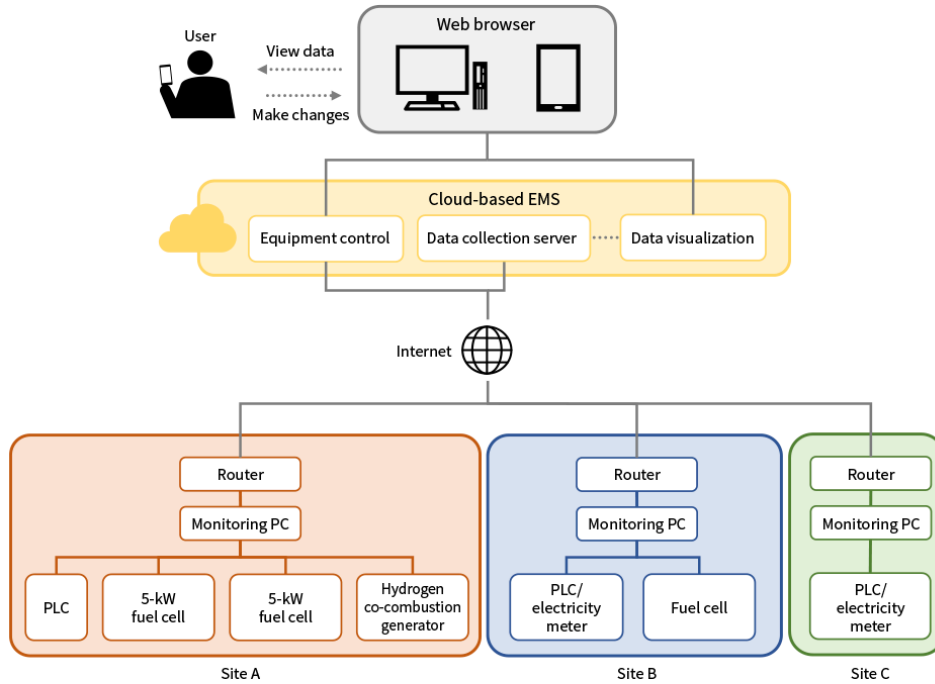 Web browser
User
View data
Make changes
Cloud-based EMS
Equipment control
Data collection server
Data visualization
Internet
Router
Monitoring PC
PLC
5-kW
fuel cell
5-kW
fuel cell
Hydrogen
co-combustion
generator
Site A
Router
Monitoring PC
PLC/
electricity
meter
Fuel cell
Site B
Router
Monitoring PC
PLC/
electricity
meter
Site C